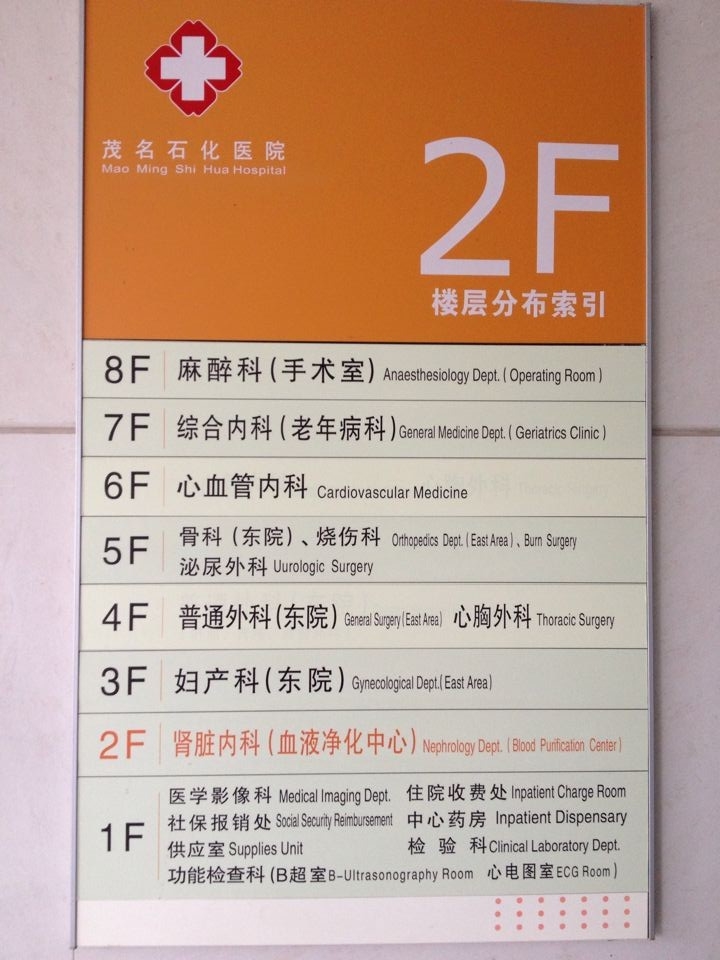 茂名石化医院
Mao Ming Shi Hua Hospital
2F
楼层分布索引
8F 麻醉科(手术室) Anaesthesiology Dept. ( Operating Room )
7F 综合内科(老年病科) General Medicine Dept. ( Geriatrics Clinic )
6F 心血管内科 Cardiovascular Medicine
5F 骨科(东院)、烧伤科 Orthopedics Dept. ( East Area ) 、Burn Surgery
泌尿外科 Uurologic Surgery
4F 普通外科(东院) General Surgery(East Area) 心胸外科 Thoracic Surgery
3F 妇产科(东院) Gynecological Dept.(East Area)
2F 肾脏内科(血液净化中心) Nephrology Dept. ( Blood Purification Center )
1F 医学影像科 Medical Imaging Dept. 住院收费处 Inpatient Charge Room
社保报销处 Social Security Reimbursement 中心药房 Inpatient Dispensary
供应室 Supplies Unit 检验科 Clinical Laboratory Dept.
功能检查科(B超室 B-Ultrasonography Room 心电图室 ECG Room )